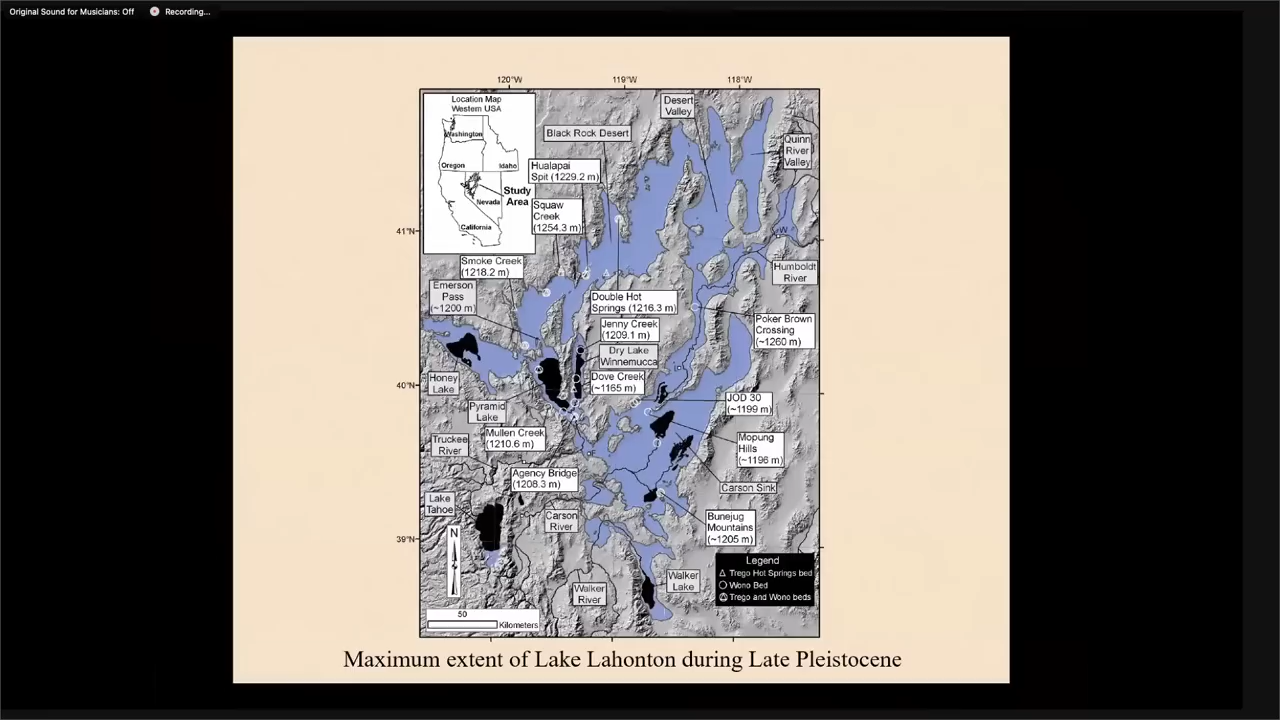 Original Sound for Musicians: Off
Recording...
120°W
119°W
118°W
Location Map
Western USA
Washington
Oregon
Idaho
Study
Area
Nevada
California
Desert
Valley
Black Rock Desert
Quinn
River
Valley
Hualapai
Spit (1229.2 m)
Squaw
Creek
(1254.3 m)
41°N
Smoke Creek
(1218.2 m)
Humboldt
River
Emerson
Pass
(~1200 m)
Double Hot
Springs (1216.3 m)
Jenny Creek
(1209.1 m)
Poker Brown
Crossing
(~1260 m)
Dry Lake
Winnemucca
Honey
Lake
40°N
Dove Creek
(~1165 m)
Pyramid
Lake
JOD 30
(~1199 m)
Mullen Creek
(1210.6 m)
Truckee
River
Mopung
Hills
(~1196 m)
Agency Bridge
(1208.3 m)
Carson Sink
Lake
Tahoe
Carson
River
Bunejug
Mountains
(~1205 m)
39°N
N
Walker
River
Walker
Lake
Legend
Trego Hot Springs bed
Wono Bed
Trego and Wono beds
50
Kilometers
Maximum extent of Lake Lahonton during Late Pleistocene